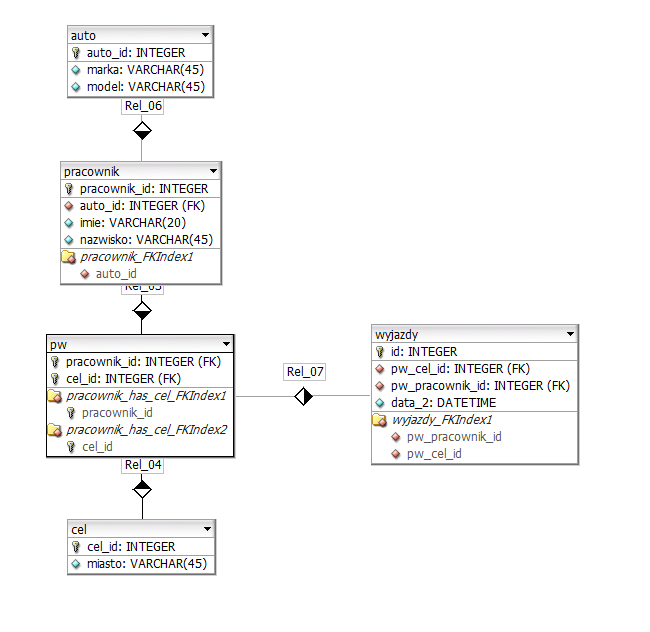 auto
auto_id: INTEGER
marka: VARCHAR(45)
model: VARCHAR(45)
Rel_06
pracownik
pracownik_id: INTEGER
auto_id: INTEGER (FK)
imie: VARCHAR(20)
nazwisko: VARCHAR(45)
pracownik_FKIndex1
auto_id
pw
pracownik_id: INTEGER (FK)
cel_id: INTEGER (FK)
pracownik_has_cel_FKIndex1
pracownik_id
pracownik_has_cel_FKIndex2
cel_id
Rel_07
wyjazdy
id: INTEGER
pw_cel_id: INTEGER (FK)
pw_pracownik_id: INTEGER (FK)
data_2: DATETIME
wyjazdy_FKIndex1
pw_pracownik_id
pw_cel_id
Rel_04
cel
cel_id: INTEGER
miasto: VARCHAR(45)